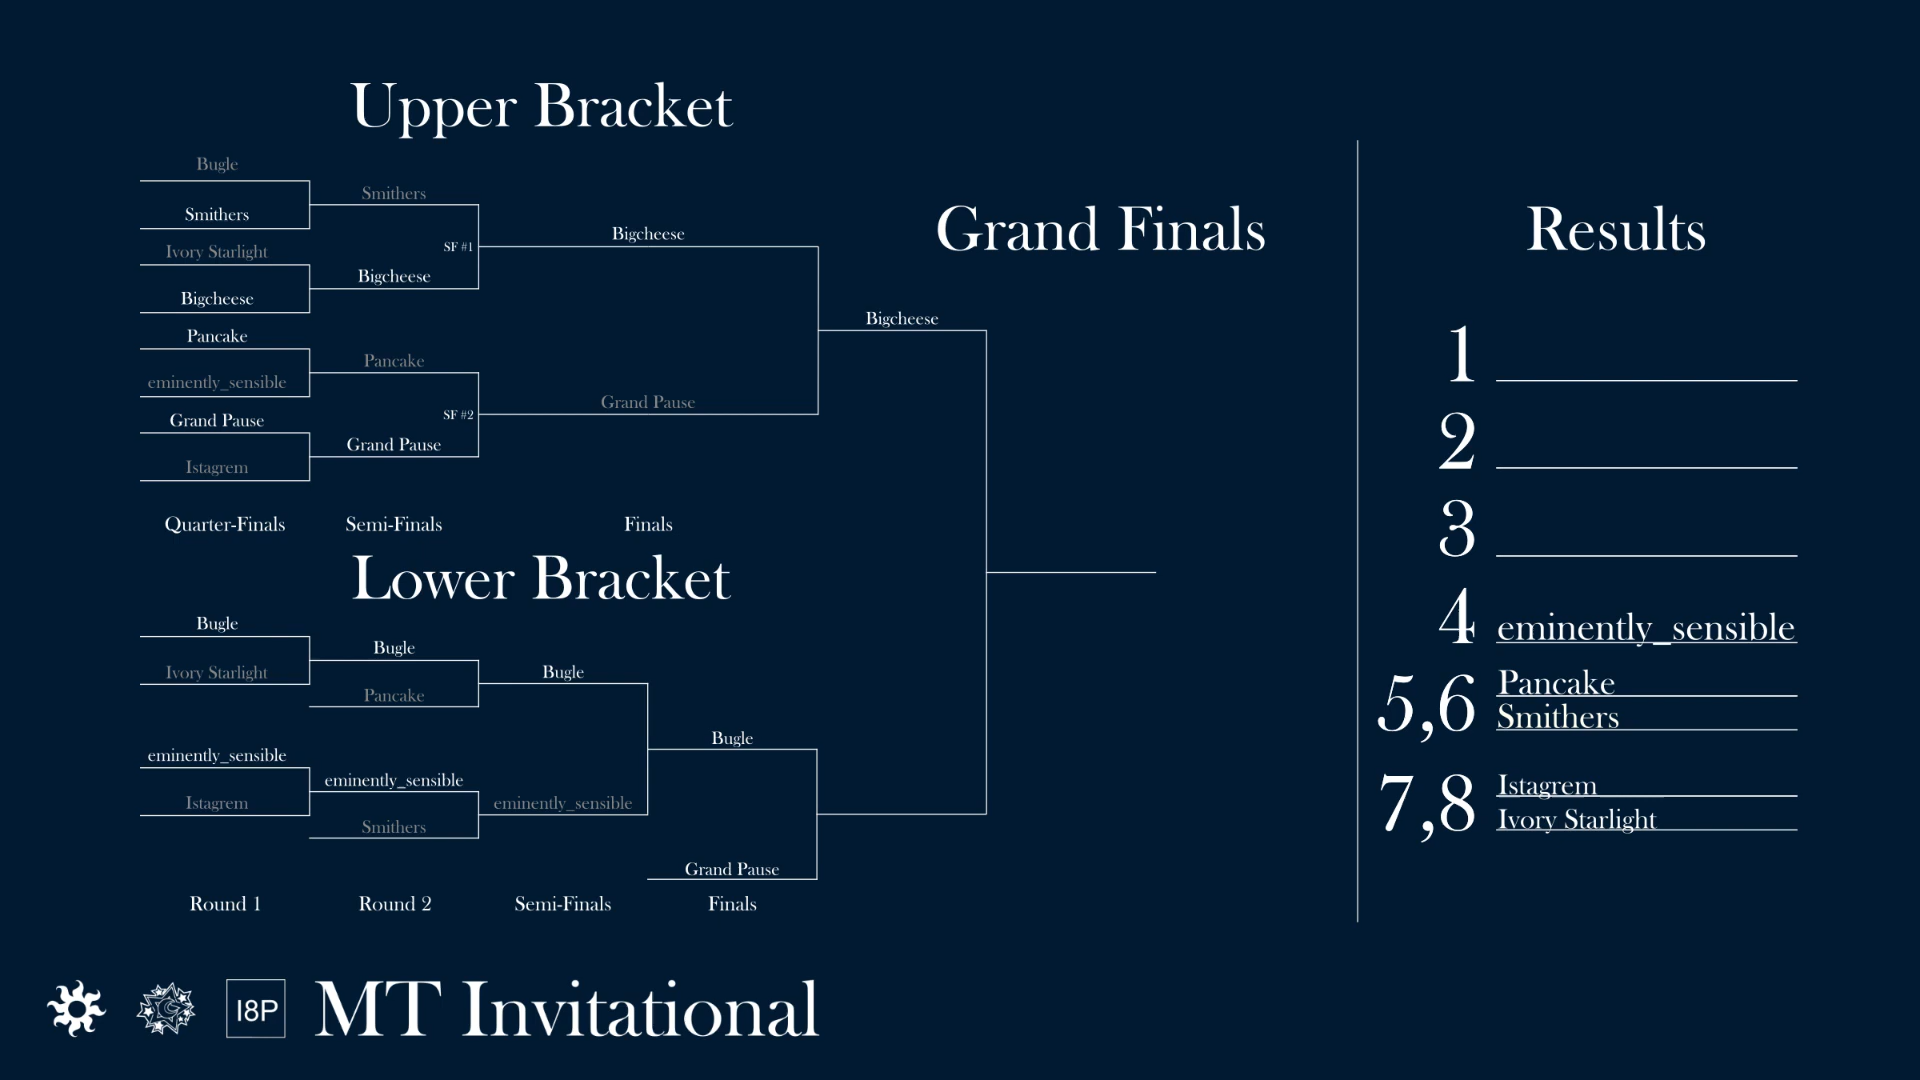 Upper Bracket
Bugle
Smithers
Ivory Starlight
Bigcheese
Pancake
eminently_sensible
Grand Pause
Istagrem
Quarter-Finals
Smithers
SF #1
Bigcheese
Pancake
SF #2
Grand Pause
Semi-Finals
Bigcheese
Grand Pause
Finals
Lower Bracket
Bugle
Ivory Starlight
eminently_sensible
Istagrem
Round 1
Bugle
Pancake
eminently_sensible
Smithers
Round 2
Bugle
eminently_sensible
Semi-Finals
Bugle
Grand Pause
Finals
Grand Finals
Bigcheese
Results
1
2
3
4 eminently_sensible
5,6 Pancake
Smithers
7,8 Istagrem
Ivory Starlight
I8P
MT Invitational